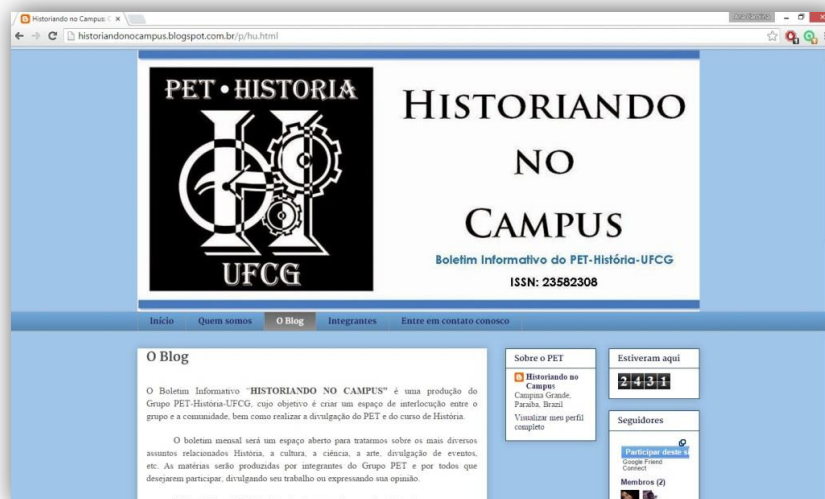 Historiando no Campus: C
historiandonocampus.blogspot.com.br/p/hu.html
PET • HISTORIA
UFCG
HISTORIANDO
NO
CAMPUS
Boletim Informativo do PET-História-UFCG
ISSN: 23582308
Início Quem somos O Blog Integrantes Entre em contato conosco
O Blog
O Boletim Informativo "HISTORIANDO NO CAMPUS" é uma produção do
Grupo PET-História-UFCG, cujo objetivo é criar um espaço de interlocução entre o
grupo e a comunidade, bem como realizar a divulgação do PET e do curso de História.
O boletim mensal será um espaço aberto para tratarmos sobre os mais diversos
assuntos relacionados História, a cultura, a ciência, a arte, divulgação de eventos,
etc. As matérias serão produzidas por integrantes do Grupo PET e por todos que
desejarem participar, divulgando seu trabalho ou expressando sua opinião.
Sobre o PET
Historiando no
Campus
Campina Grande,
Paraíba, Brazil
Visualizar meu perfil
completo
Estiveram aqui
2431
Seguidores
Participar deste si
Google Friend
Connect
Membros (2)